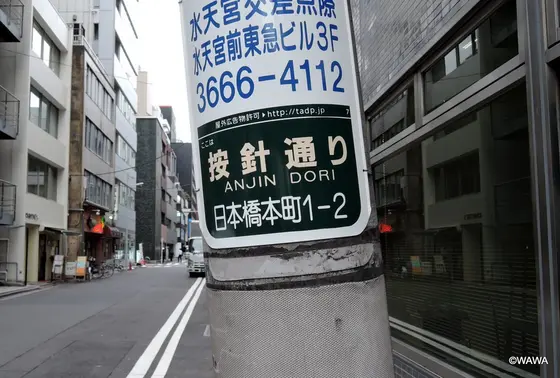 水天宮交差点際
水天宮前東急ビル3F
3666-4112
屋外広告物許可▶http://tadp.jp
ここは
按針通り
ANJIN DORI
日本橋本町1-2
©WAWA